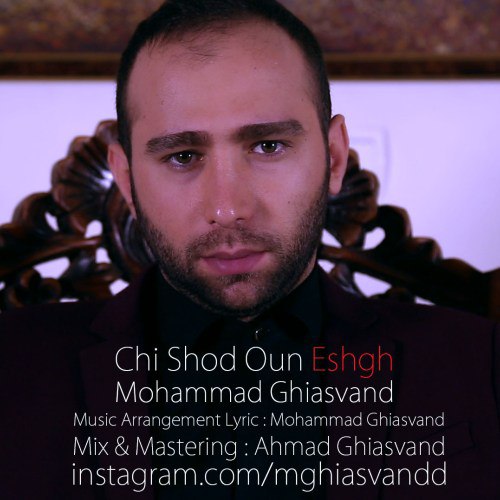 Chi Shod Oun Eshgh
Mohammad Ghiasvand
Music Arrangement Lyric : Mohammad Ghiasvand
Mix & Mastering : Ahmad Ghiasvand
instagram.com/mghiasvandd